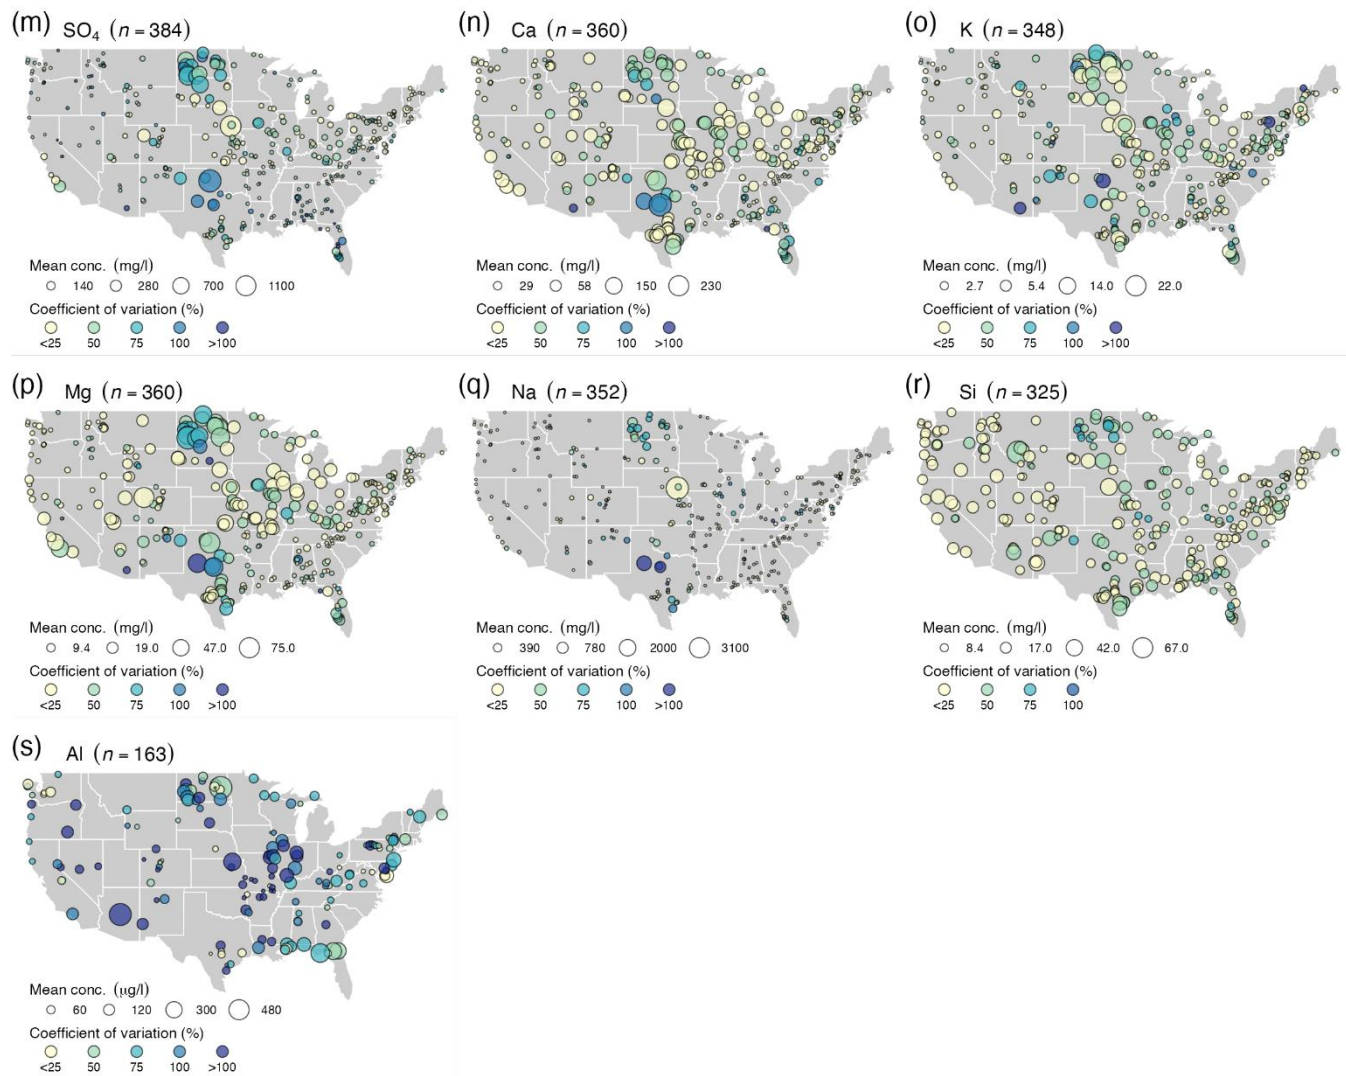 (m) SO₄ (n = 384)
Mean conc. (mg/l)
140 280 700 1100
Coefficient of variation (%)
<25 50 75 100 >100
(n) Ca (n = 360)
Mean conc. (mg/l)
29 58 150 230
Coefficient of variation (%)
<25 50 75 100 >100
(o) K (n = 348)
Mean conc. (mg/l)
2.7 5.4 14.0 22.0
Coefficient of variation (%)
<25 50 75 100 >100
(p) Mg (n = 360)
Mean conc. (mg/l)
9.4 19.0 47.0 75.0
Coefficient of variation (%)
<25 50 75 100 >100
(q) Na (n = 352)
Mean conc. (mg/l)
390 780 2000 3100
Coefficient of variation (%)
<25 50 75 100 >100
(r) Si (n = 325)
Mean conc. (mg/l)
8.4 17.0 42.0 67.0
Coefficient of variation (%)
<25 50 75 100
(s) Al (n = 163)
Mean conc. (μg/l)
60 120 300 480
Coefficient of variation (%)
<25 50 75 100 >100